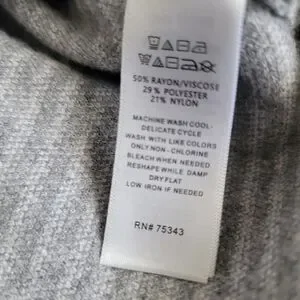 50% RAYON/VISCOSE
29% POLYESTER
21% NYLON
MACHINE WASH COOL-
DELICATE CYCLE
WASH WITH LIKE COLORS
ONLY NON-CHLORINE
BLEACH WHEN NEEDED
RESHAPE WHILE DAMP
DRY FLAT
LOW IRON IF NEEDED
RN# 75343